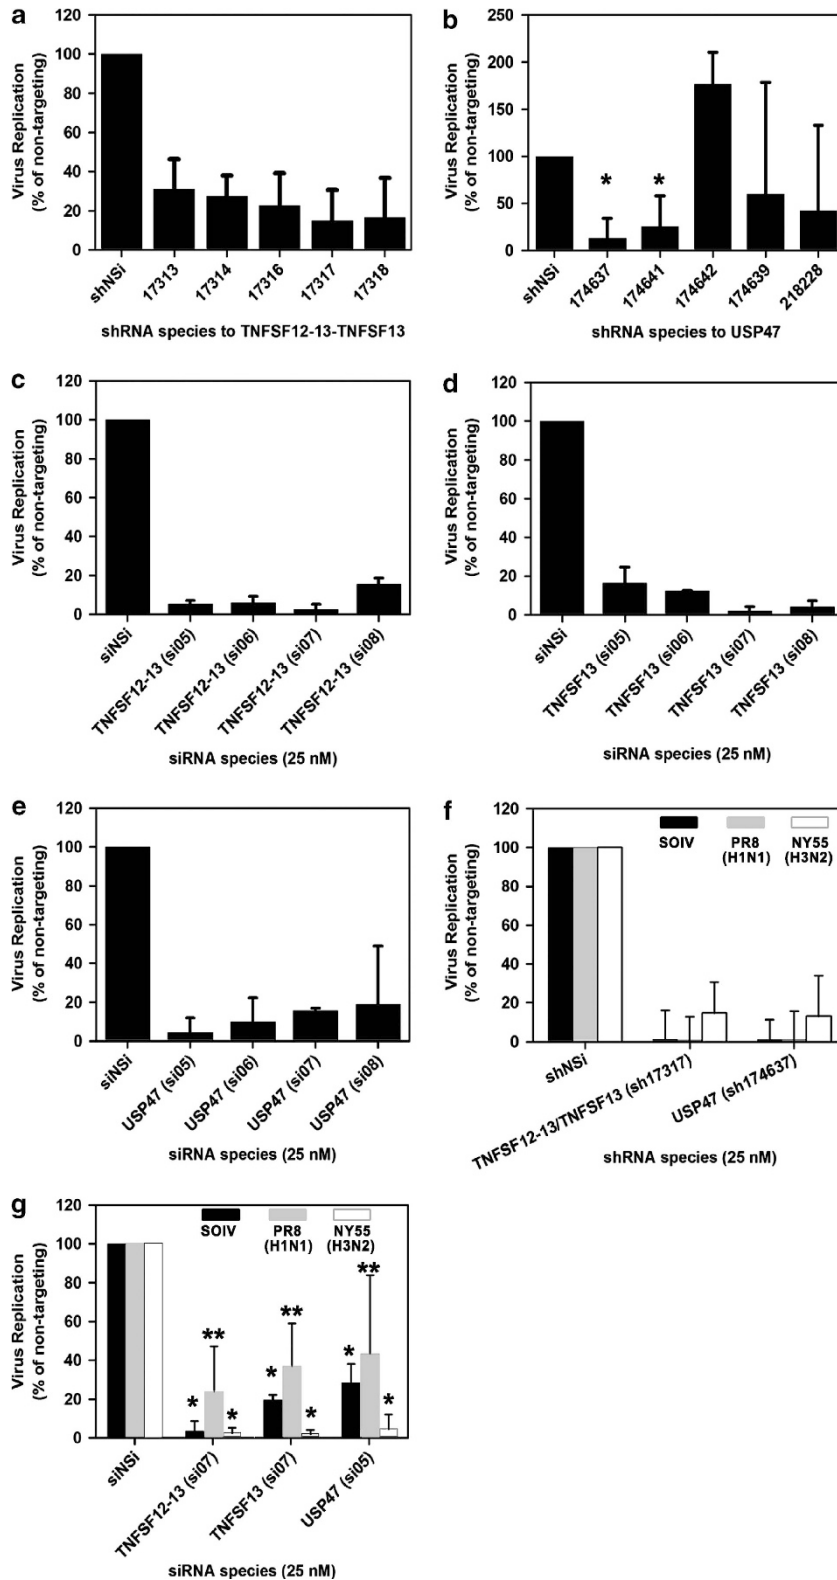 a
Virus Replication
(% of non-targeting)
120
100
80
60
40
20
0
shNSi
17313
17314
17316
17317
17318
shRNA species to TNFSF12-13-TNFSF13
b
Virus Replication
(% of non-targeting)
250
200
150
100
50
0
* *
shNSi
174637
174641
174642
174639
218228
shRNA species to USP47
c
Virus Replication
(% of non-targeting)
120
100
80
60
40
20
0
siNSi
TNFSF12-13 (si05)
TNFSF12-13 (si06)
TNFSF12-13 (si07)
TNFSF12-13 (si08)
siRNA species (25 nM)
d
Virus Replication
(% of non-targeting)
120
100
80
60
40
20
0
siNSi
TNFSF13 (si05)
TNFSF13 (si06)
TNFSF13 (si07)
TNFSF13 (si08)
siRNA species (25 nM)
e
Virus Replication
(% of non-targeting)
120
100
80
60
40
20
0
siNSi
USP47 (si05)
USP47 (si06)
USP47 (si07)
USP47 (si08)
siRNA species (25 nM)
f
Virus Replication
(% of non-targeting)
120
100
80
60
40
20
0
SOIV
PR8
(H1N1)
NY55
(H3N2)
shNSi
TNFSF12-13/TNFSF13 (sh17317)
USP47 (sh174637)
shRNA species (25 nM)
g
Virus Replication
(% of non-targeting)
120
100
80
60
40
20
0
SOIV
PR8
(H1N1)
NY55
(H3N2)
* ** *
* ** *
* ** *
siNSi
TNFSF12-13 (si07)
TNFSF13 (si07)
USP47 (si05)
siRNA species (25 nM)